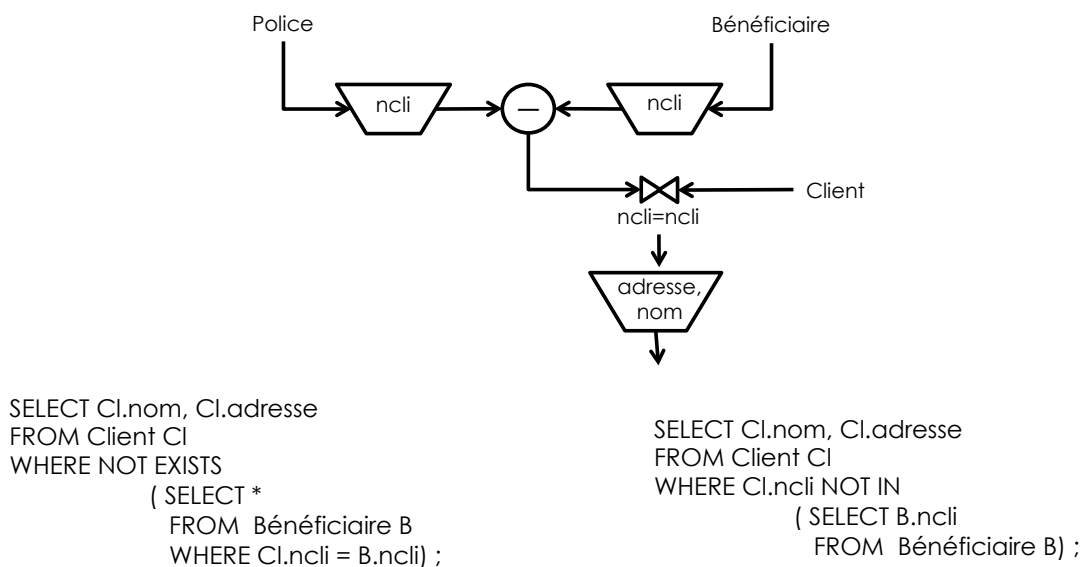 Police
Bénéficiaire
ncli
—
ncli
Client
ncli=ncli
adresse,
nom
SELECT Cl.nom, Cl.adresse
FROM Client Cl
WHERE NOT EXISTS
( SELECT *
FROM Bénéficiaire B
WHERE Cl.ncli = B.ncli) ;
SELECT Cl.nom, Cl.adresse
FROM Client Cl
WHERE Cl.ncli NOT IN
( SELECT B.ncli
FROM Bénéficiaire B) ;